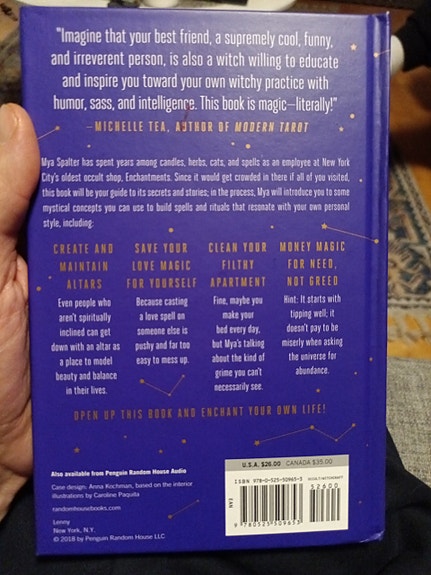 "Imagine that your best friend, a supremely cool, funny,
and irreverent person, is also a witch willing to educate
and inspire you toward your own witchy practice with
humor, sass, and intelligence. This book is magic—literally!"
—MICHELLE TEA, AUTHOR OF MODERN TAROT
Mya Spalter has spent years among candles, herbs, cats, and spells as an employee at New York
City's oldest occult shop, Enchantments. Since it would get crowded in there if all of you visited,
this book will be your guide to its secrets and stories; in the process, Mya will introduce you to some
mystical concepts you can use to build spells and rituals that resonate with your own personal
style, including:
CREATE AND
MAINTAIN
ALTARS
Even people who
aren't spiritually
inclined can get
down with an altar as
a place to model
beauty and balance
in their lives.
SAVE YOUR
LOVE MAGIC
FOR YOURSELF
Because casting
a love spell on
someone else is
pushy and far too
easy to mess up.
CLEAN YOUR
FILTHY
APARTMENT
Fine, maybe you
make your
bed every day,
but Mya's talking
about the kind of
grime you can't
necessarily see.
MONEY MAGIC
FOR NEED,
NOT GREED
Hint: It starts with
tipping well; it
doesn't pay to be
miserly when asking
the universe for
abundance.
OPEN UP THIS BOOK AND ENCHANT YOUR OWN LIFE!
Also available from Penguin Random House Audio
Case design: Anna Kochman, based on the interior
illustrations by Caroline Paquita
randomhousebooks.com
Lenny
New York, N.Y.
© 2018 by Penguin Random House LLC
U.S.A. $26.00 CANADA $35.00
ISBN 978-0-525-50965-3
OCCULT/WITCHCRAFT
52600
EAN
9 780525 509653